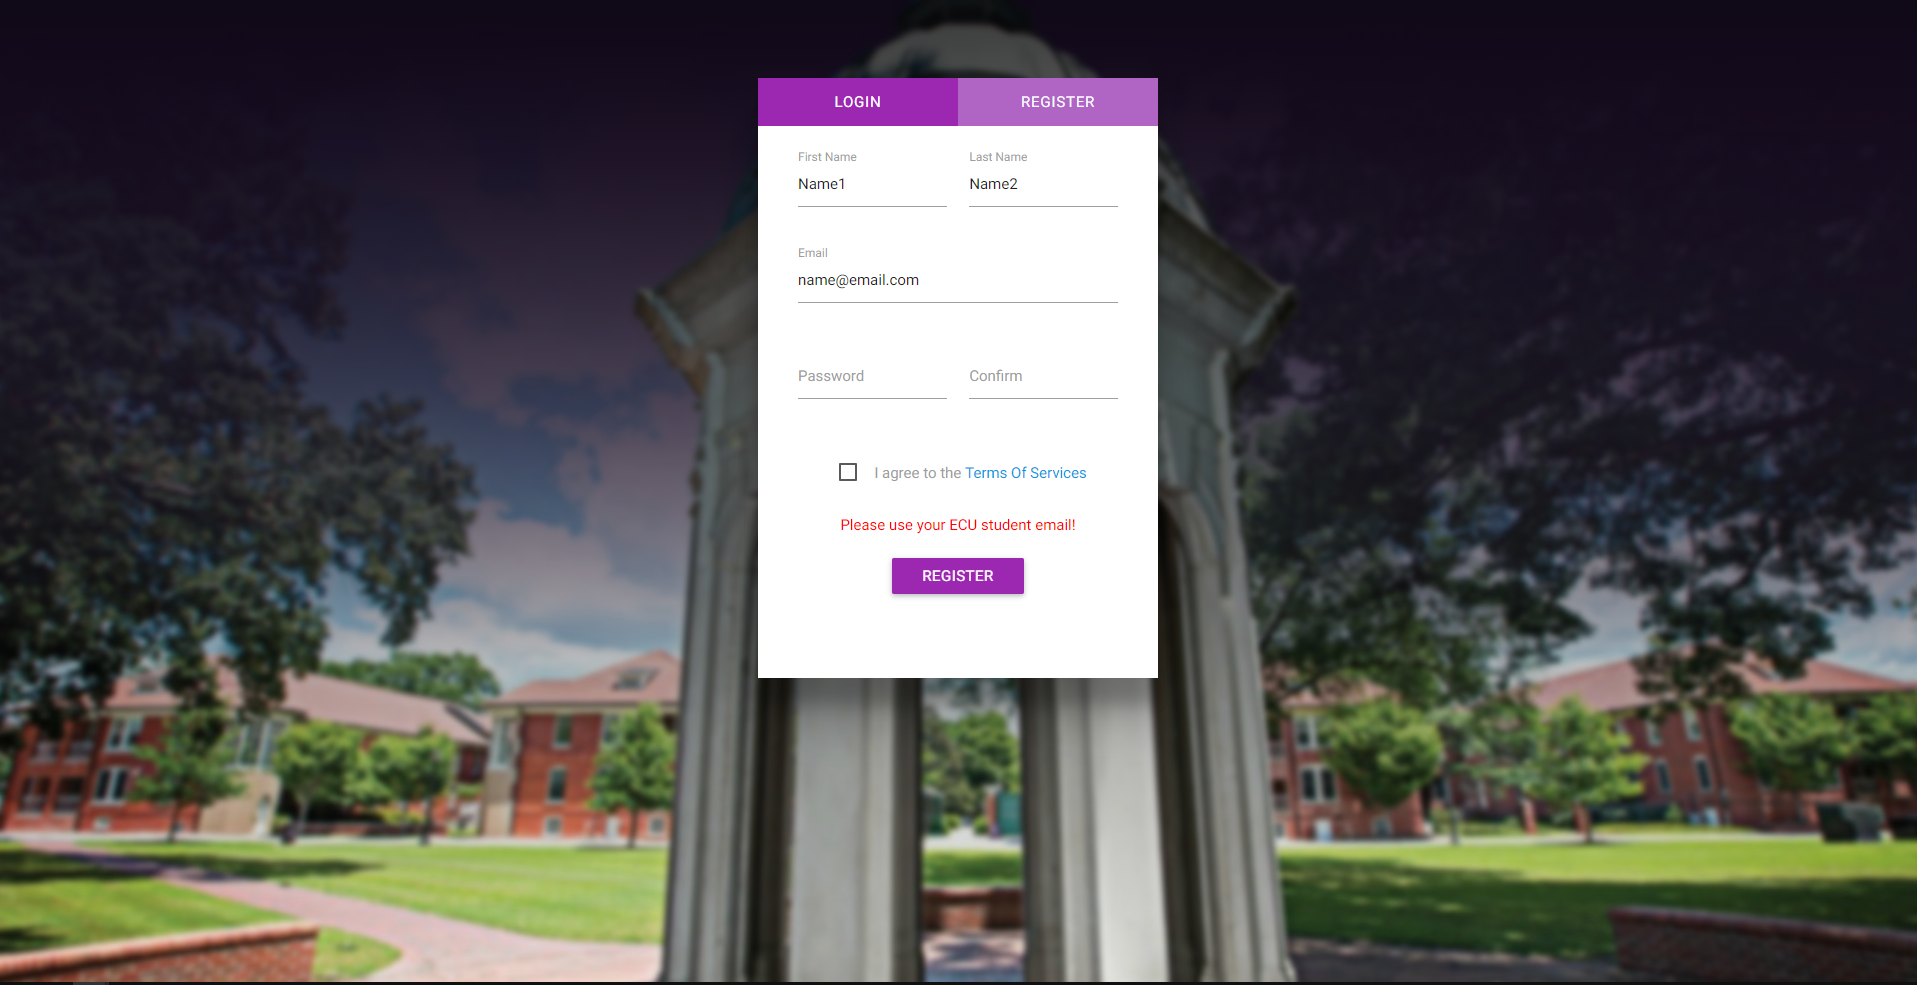 LOGIN REGISTER
First Name Last Name
Name1 Name2
Email
name@email.com
Password Confirm
I agree to the Terms Of Services
Please use your ECU student email!
REGISTER